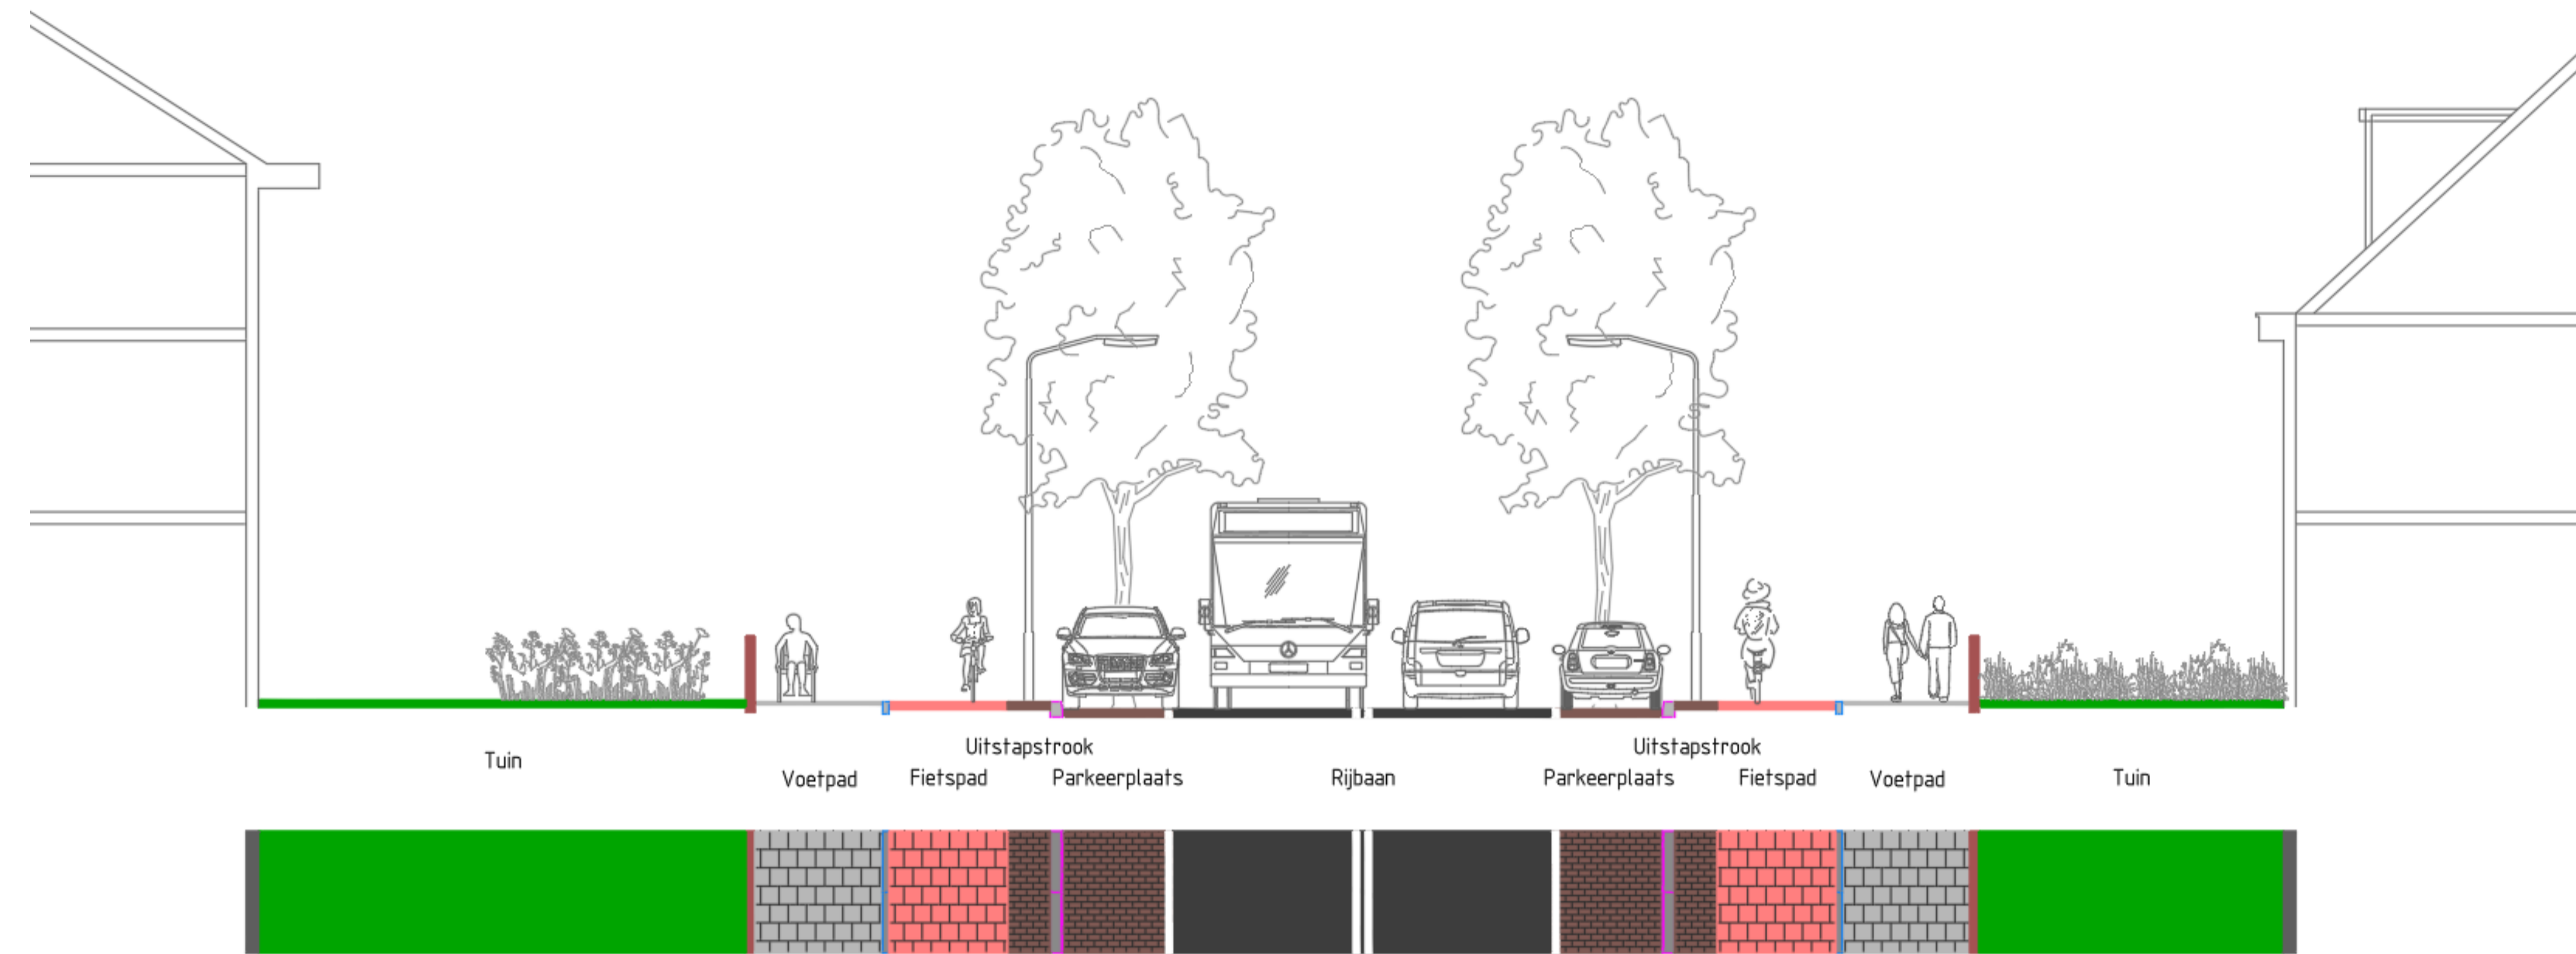 Uitstapstrook Uitstapstrook
Tuin
Voetpad Fietspad Parkeerplaats Rijbaan Parkeerplaats Fietspad Voetpad Tuin